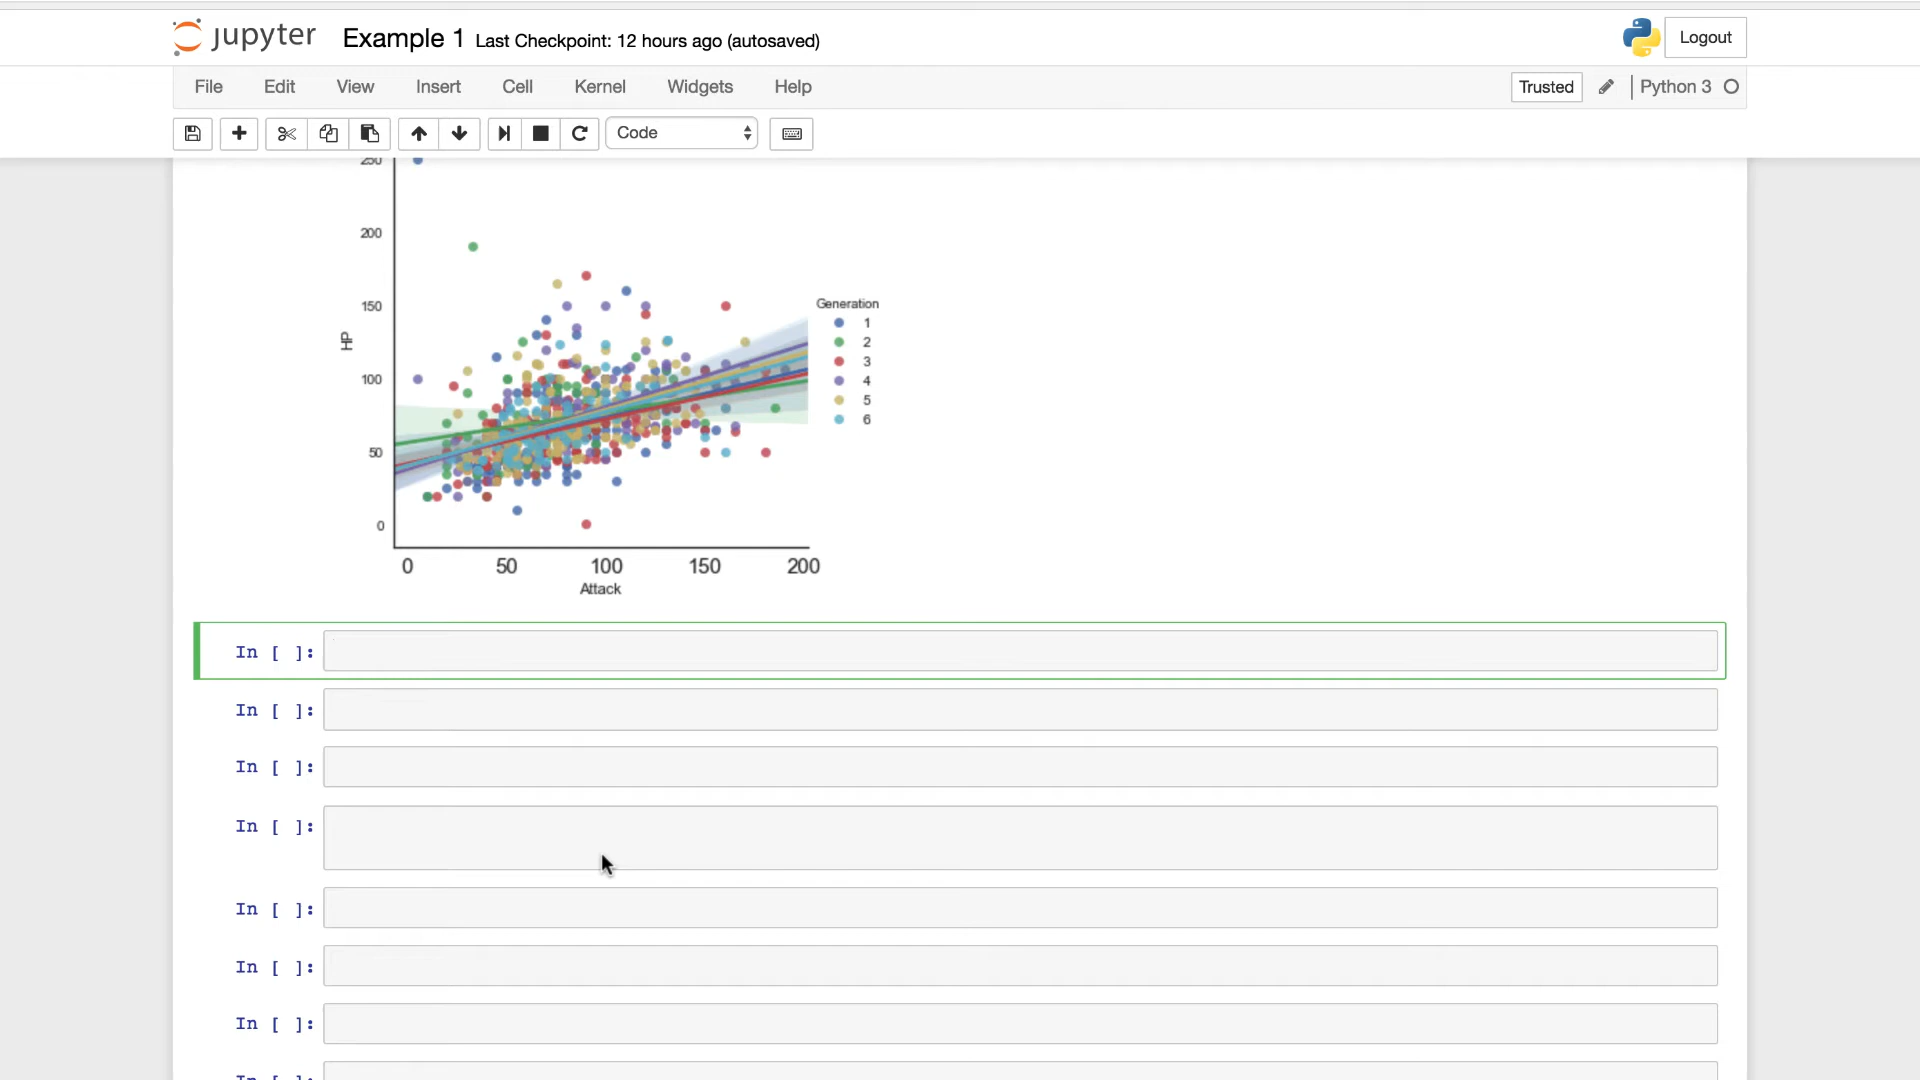 jupyter Example 1 Last Checkpoint: 12 hours ago (autosaved) Logout
File Edit View Insert Cell Kernel Widgets Help Trusted Python 3
Code
250
200
150
100
50
0
HP
Generation
1
2
3
4
5
6
0 50 100 150 200
Attack
In [ ]:
In [ ]:
In [ ]:
In [ ]:
In [ ]:
In [ ]:
In [ ]:
In [ ]: